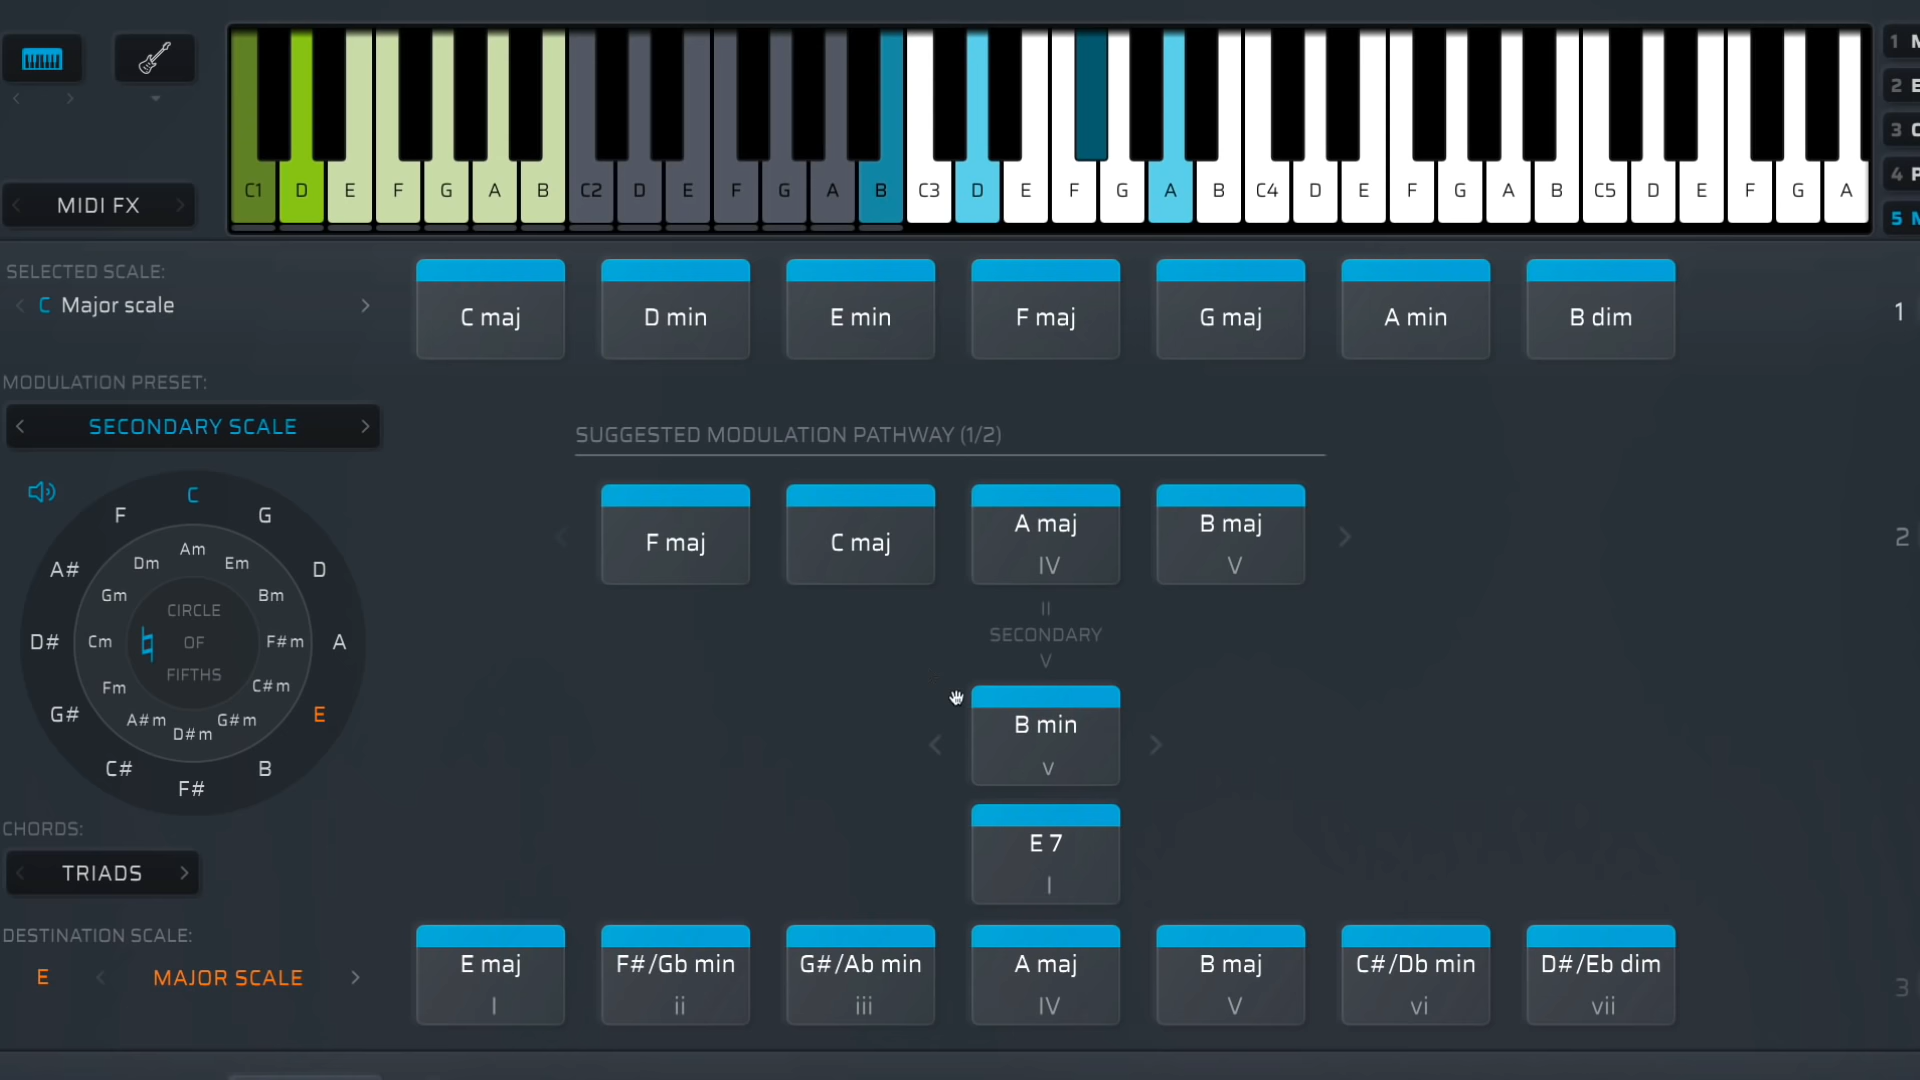 C1 D E F G A B C2 D E F G A B C3 D E F G A B C4 D E F G A B C5 D E F G A
1
2
3
4
5
MIDI FX
SELECTED SCALE:
C Major scale
C maj D min E min F maj G maj A min B dim
1
MODULATION PRESET:
SECONDARY SCALE
SUGGESTED MODULATION PATHWAY (1/2)
F maj C maj A maj B maj
IV V
2
II
SECONDARY
V
B min
v
E 7
I
C
G
D
A
E
B
F#
C#
G#
D#
A#
F
Am
Em
Bm
F#m
C#m
G#m
D#m
A#m
Fm
Cm
Gm
Dm
CIRCLE
OF
FIFTHS
CHORDS:
TRIADS
DESTINATION SCALE:
E MAJOR SCALE
E maj F#/Gb min G#/Ab min A maj B maj C#/Db min D#/Eb dim
I ii iii IV V vi vii
3